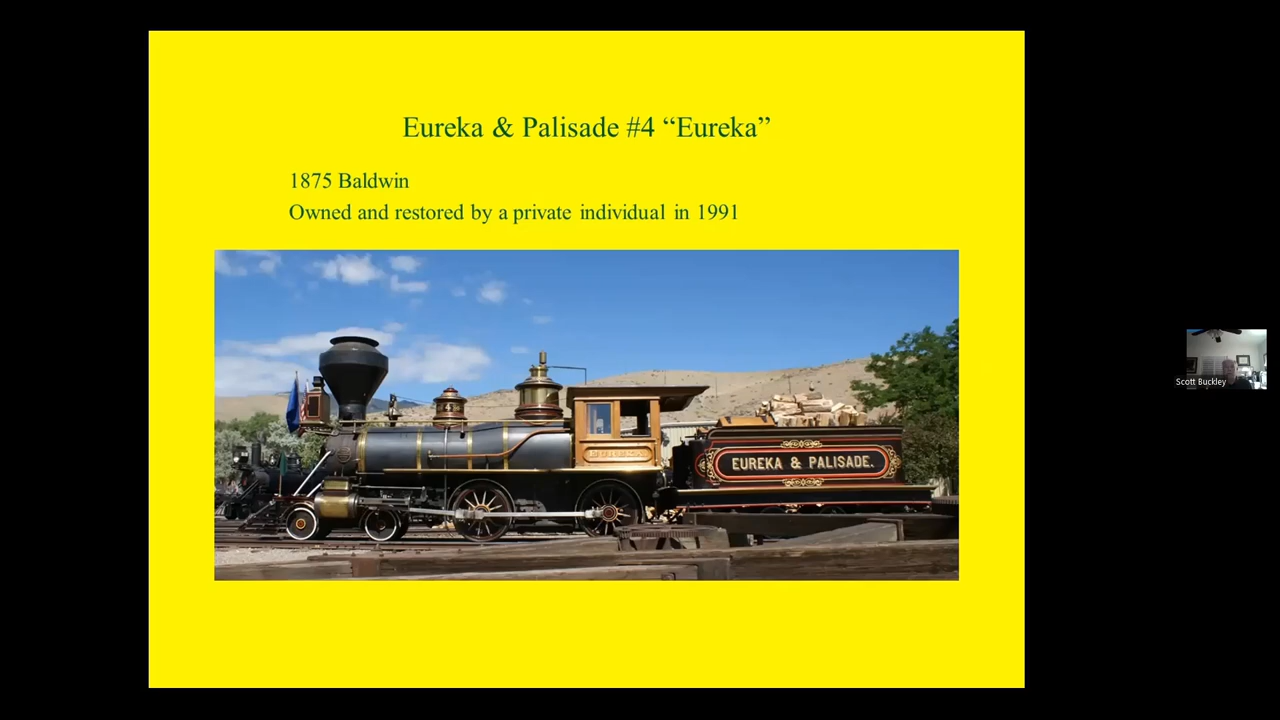 Eureka & Palisade #4 “Eureka”
1875 Baldwin
Owned and restored by a private individual in 1991
EUREKA
EUREKA & PALISADE.
Scott Buckley